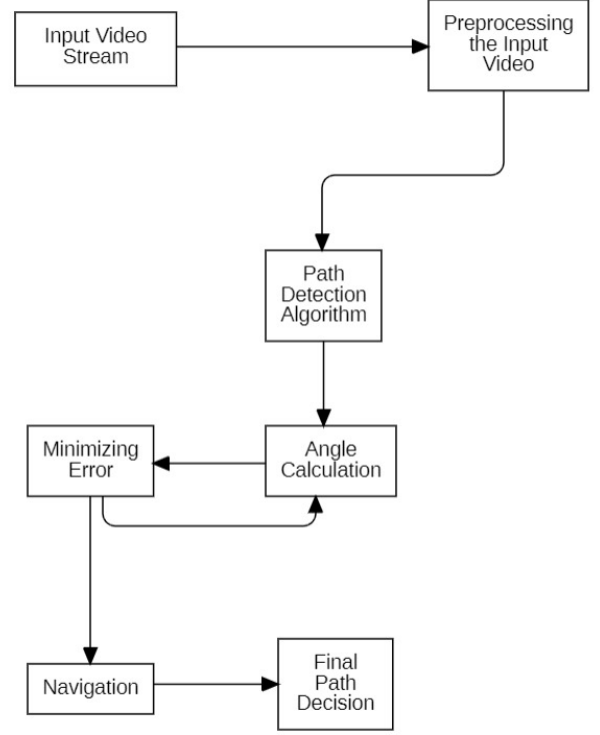 Input Video
Stream
Preprocessing
the Input
Video
Path
Detection
Algorithm
Minimizing
Error
Angle
Calculation
Navigation
Final
Path
Decision